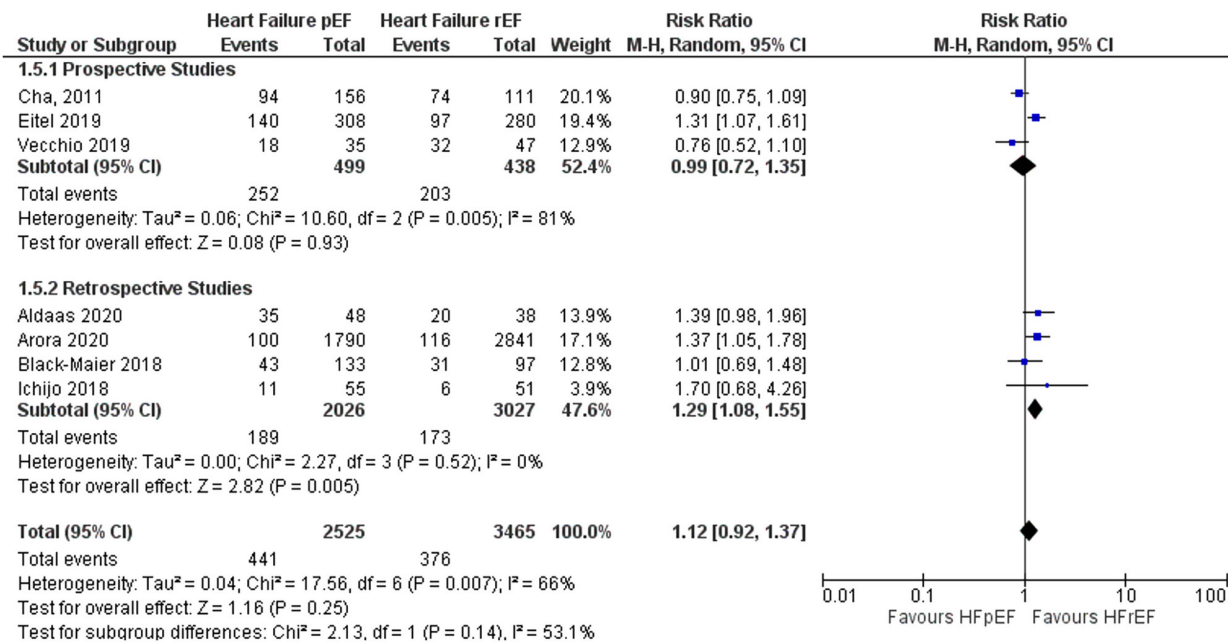 Heart Failure pEF Heart Failure rEF Risk Ratio Risk Ratio
Study or Subgroup Events Total Events Total Weight M-H, Random, 95% CI M-H, Random, 95% CI
1.5.1 Prospective Studies
Cha, 2011 94 156 74 111 20.1% 0.90 [0.75, 1.09]
Eitel 2019 140 308 97 280 19.4% 1.31 [1.07, 1.61]
Vecchio 2019 18 35 32 47 12.9% 0.76 [0.52, 1.10]
Subtotal (95% CI) 499 438 52.4% 0.99 [0.72, 1.35]
Total events 252 203
Heterogeneity: Tau² = 0.06; Chi² = 10.60, df = 2 (P = 0.005); I² = 81%
Test for overall effect: Z = 0.08 (P = 0.93)
1.5.2 Retrospective Studies
Aldaas 2020 35 48 20 38 13.9% 1.39 [0.98, 1.96]
Arora 2020 100 1790 116 2841 17.1% 1.37 [1.05, 1.78]
Black-Maier 2018 43 133 31 97 12.8% 1.01 [0.69, 1.48]
Ichijo 2018 11 55 6 51 3.9% 1.70 [0.68, 4.26]
Subtotal (95% CI) 2026 3027 47.6% 1.29 [1.08, 1.55]
Total events 189 173
Heterogeneity: Tau² = 0.00; Chi² = 2.27, df = 3 (P = 0.52); I² = 0%
Test for overall effect: Z = 2.82 (P = 0.005)
Total (95% CI) 2525 3465 100.0% 1.12 [0.92, 1.37]
Total events 441 376
Heterogeneity: Tau² = 0.04; Chi² = 17.56, df = 6 (P = 0.007); I² = 66%
Test for overall effect: Z = 1.16 (P = 0.25)
Test for subgroup differences: Chi² = 2.13, df = 1 (P = 0.14), I² = 53.1%
0.01 0.1 1 10 100
Favours HFpEF Favours HFrEF